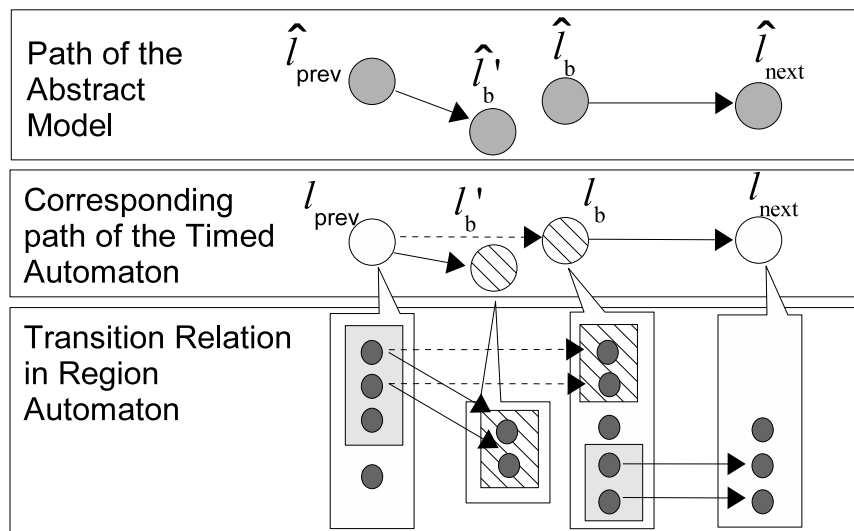 Path of the
Abstract
Model
l̂prev
l̂b'
l̂b
l̂next
Corresponding
path of the Timed
Automaton
lprev
lb'
lb
lnext
Transition Relation
in Region
Automaton